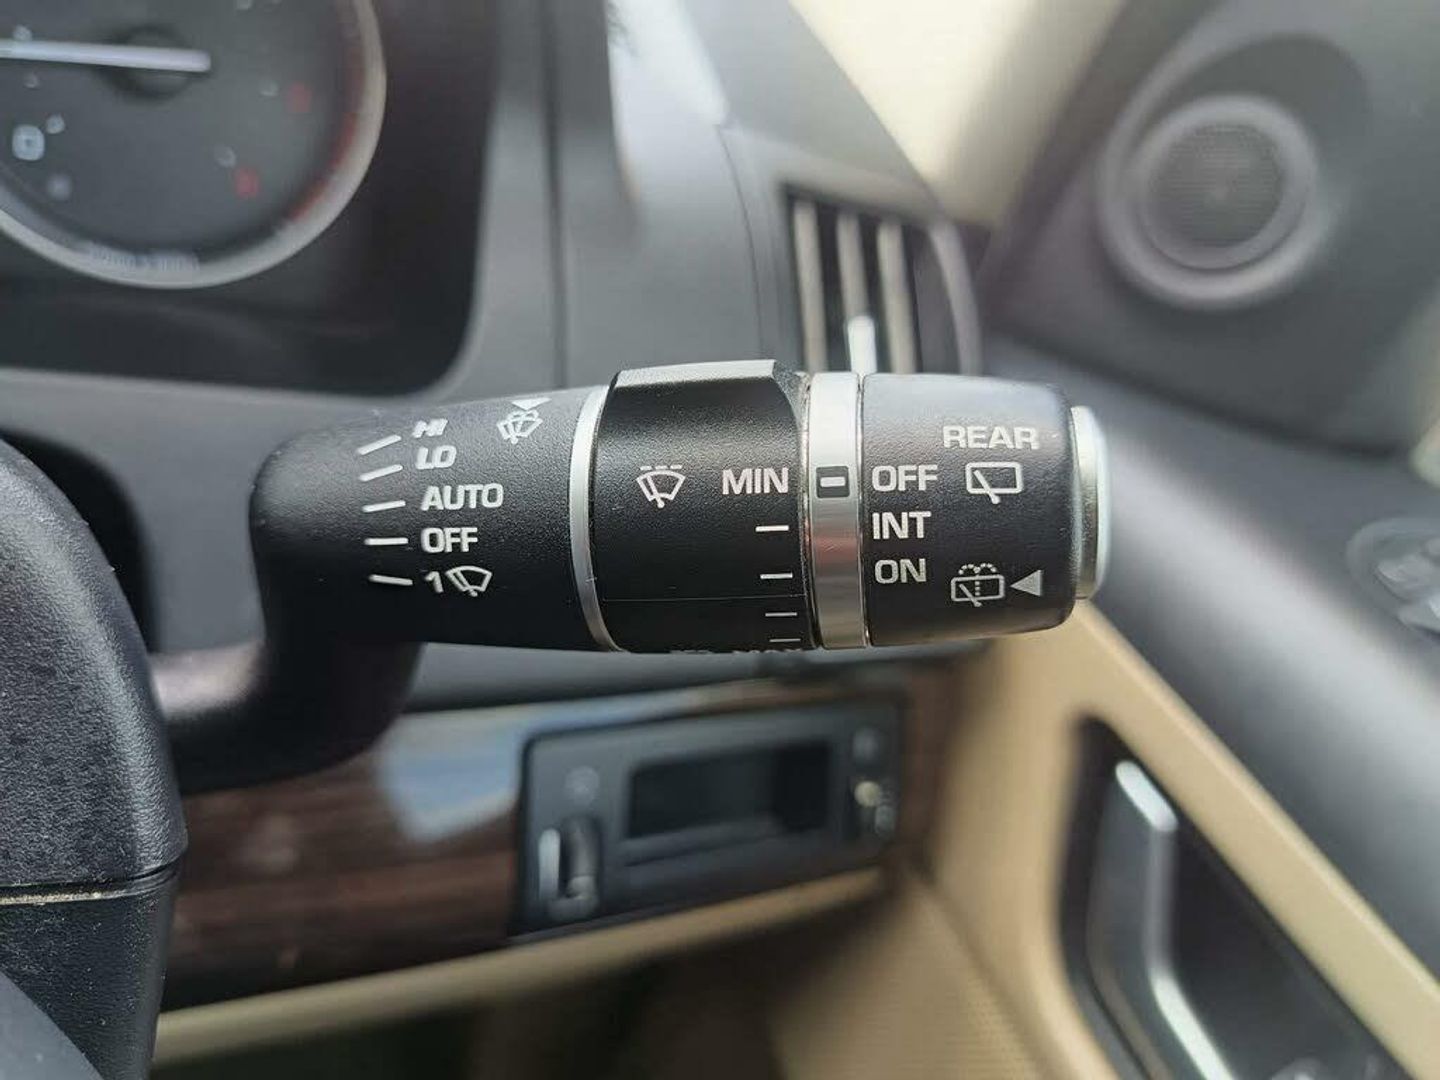 HI
LO
AUTO
OFF
1
MIN
REAR
OFF
INT
ON